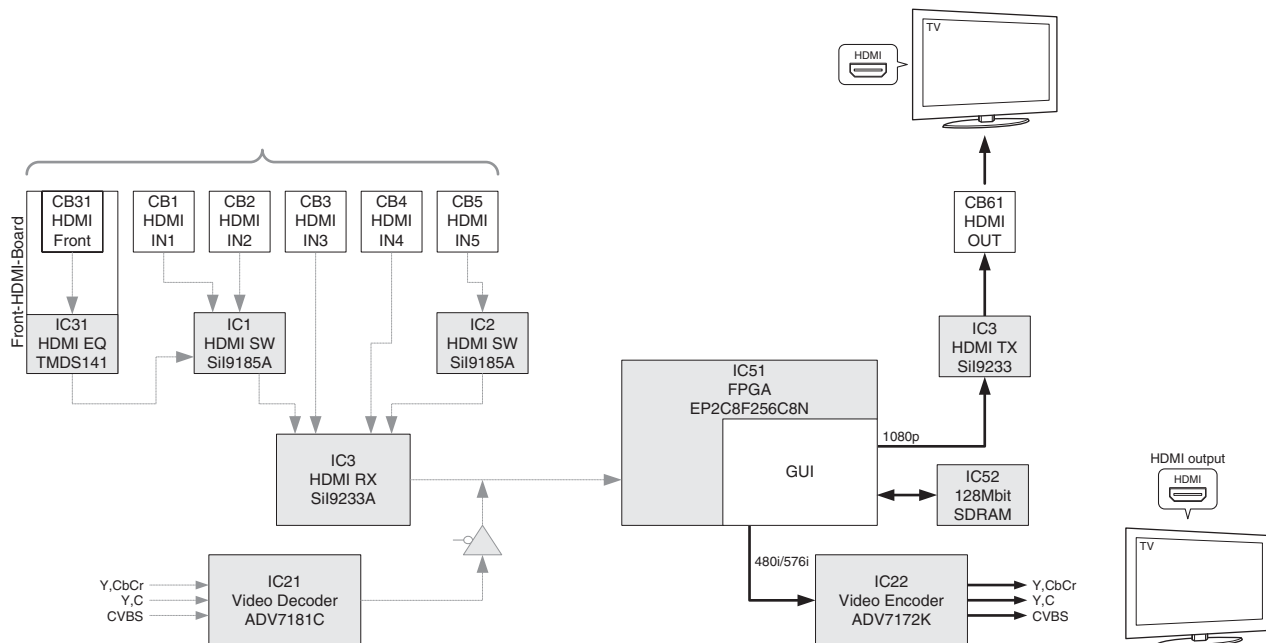 TV
HDMI
CB31
HDMI
Front
CB1
HDMI
IN1
CB2
HDMI
IN2
CB3
HDMI
IN3
CB4
HDMI
IN4
CB5
HDMI
IN5
CB61
HDMI
OUT
Front-HDMI-Board
IC31
HDMI EQ
TMDS141
IC1
HDMI SW
SiI9185A
IC2
HDMI SW
SiI9185A
IC3
HDMI TX
SiI9233
IC51
FPGA
EP2C8F256C8N
1080p
GUI
IC3
HDMI RX
SiI9233A
IC52
128Mbit
SDRAM
HDMI output
HDMI
TV
480i/576i
Y,CbCr
Y,C
CVBS
IC21
Video Decoder
ADV7181C
IC22
Video Encoder
ADV7172K
Y,CbCr
Y,C
CVBS